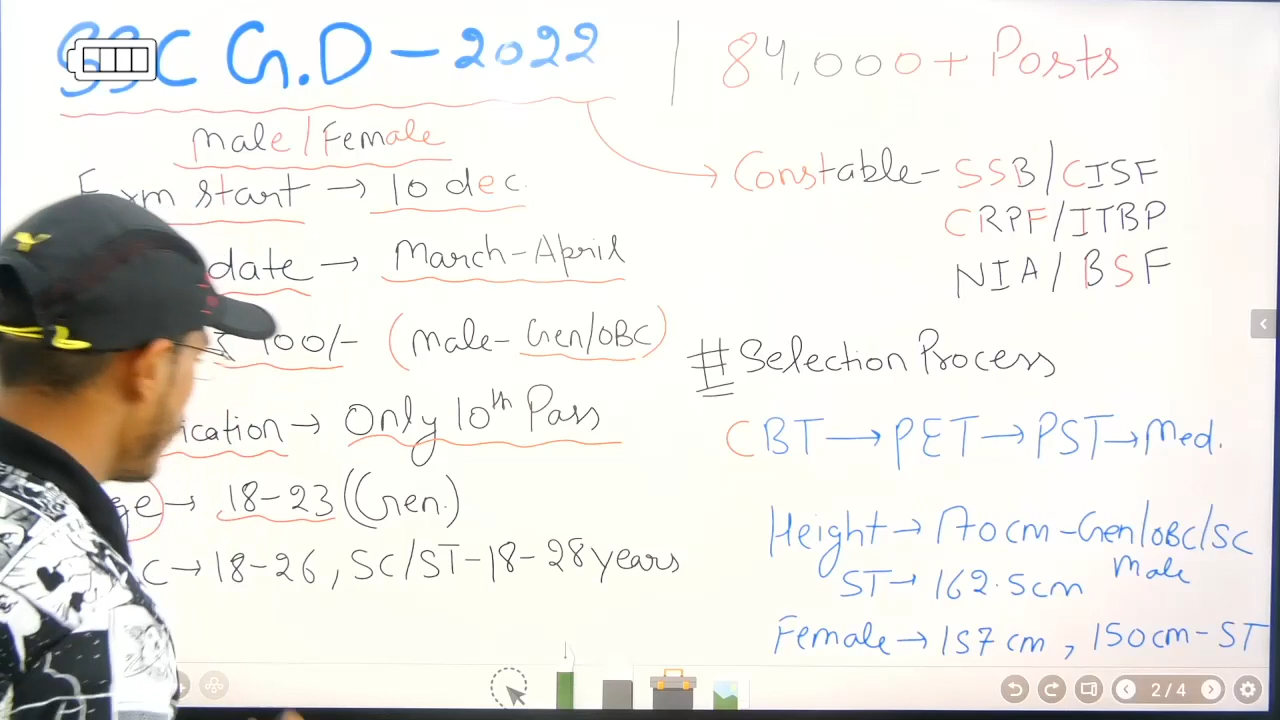 SSC G.D - 2022 | 84,000+ Posts
Male/Female
Form start → 10 dec.
date → March-April
₹ 100/- (Male- Gen/OBC)
ication → Only 10th Pass
ge → 18-23 (Gen.)
C → 18-26, SC/ST-18-28 years
Constable- SSB/CISF
CRPF/ITBP
NIA/BSF
# Selection Process
CBT → PET → PST → Med.
Height → 170cm - Gen/OBC/SC
Male
ST → 162.5cm
Female → 157 cm, 150cm - ST
2/4